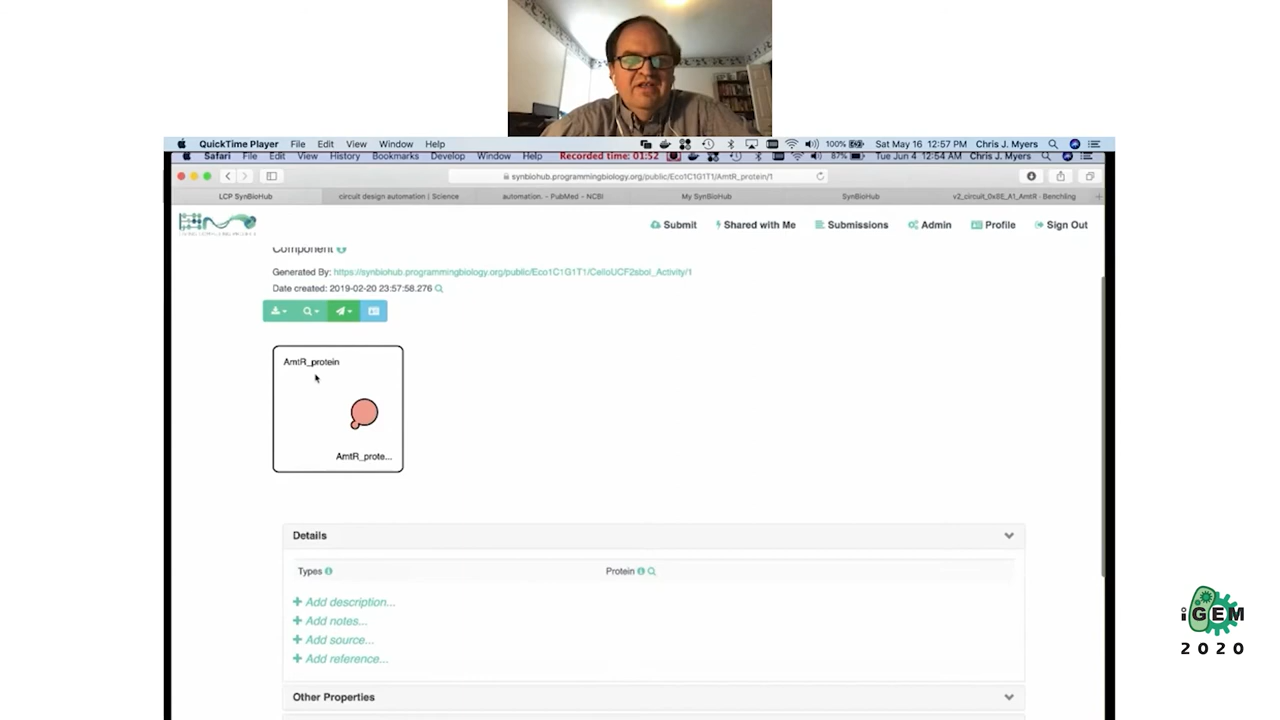 QuickTime Player File Edit View Window Help 100% Sat May 16 12:57 PM Chris J. Myers
Safari File Edit View History Bookmarks Develop Window Help Recorded time: 01:52 87% Tue Jun 4 12:54 AM Chris J. Myers
synbiohub.programmingbiology.org/public/Eco1C1G1T1/AmtR_protein/1
LCP SynBioHub circuit design automation | Science automation. - PubMed - NCBI My SynBioHub SynBioHub v2_circuit_0x8E_A1_AmtR · Benchling
Submit Shared with Me Submissions Admin Profile Sign Out
Component
Generated By: https://synbiohub.programmingbiology.org/public/Eco1C1G1T1/CelloUCF2sbol_Activity/1
Date created: 2019-02-20 23:57:58.276
AmtR_protein
AmtR_prote...
Details
Types Protein
Add description...
Add notes...
Add source...
Add reference...
Other Properties
iGEM
2020